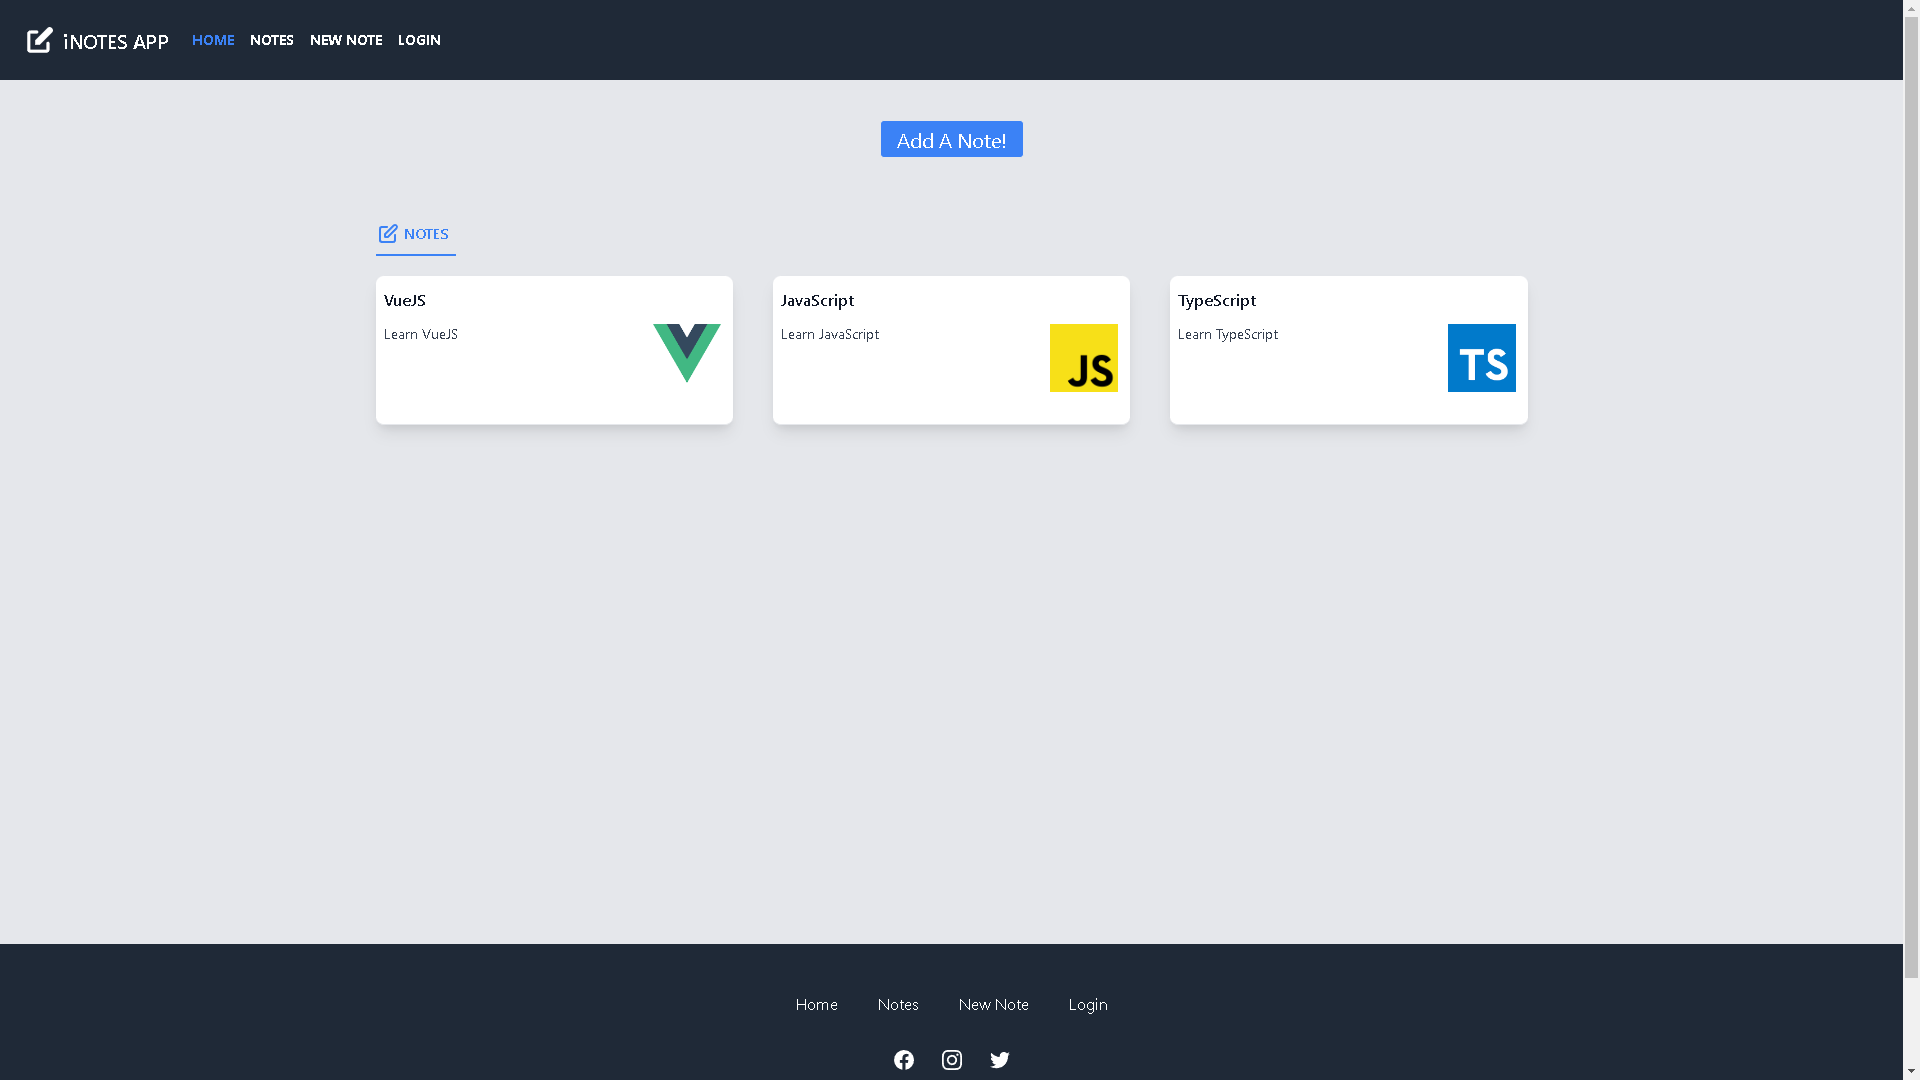 iNOTES APP HOME NOTES NEW NOTE LOGIN
Add A Note!
NOTES
VueJS
Learn VueJS
JavaScript
Learn JavaScript
JS
TypeScript
Learn TypeScript
TS
Home Notes New Note Login